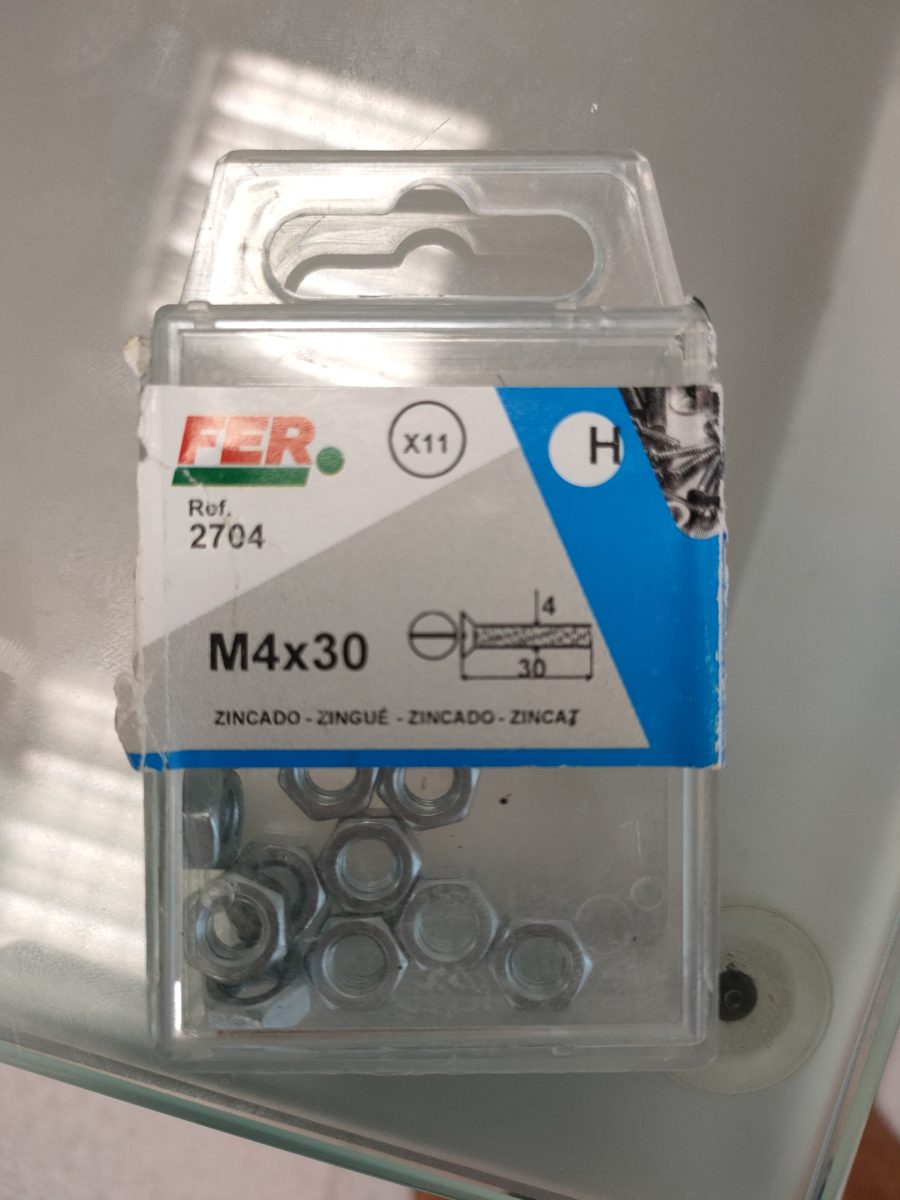 FER.
X11
H
Ref.
2704
M4x30
4
30
ZINCADO - ZINGUÉ - ZINCADO - ZINCAT